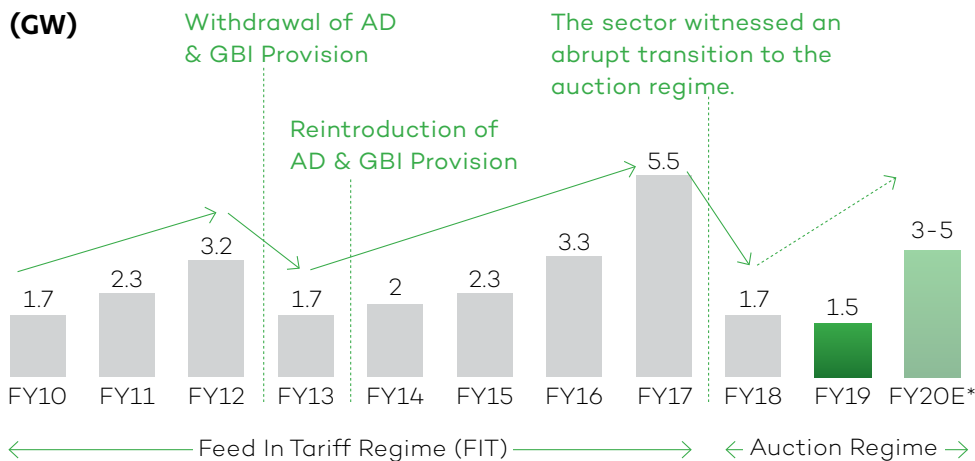 (GW)
Withdrawal of AD
& GBI Provision
The sector witnessed an
abrupt transition to the
auction regime.
Reintroduction of
AD & GBI Provision
1.7
2.3
3.2
1.7
2
2.3
3.3
5.5
1.7
1.5
3-5
FY10
FY11
FY12
FY13
FY14
FY15
FY16
FY17
FY18
FY19
FY20E*
Feed In Tariff Regime (FIT)
Auction Regime